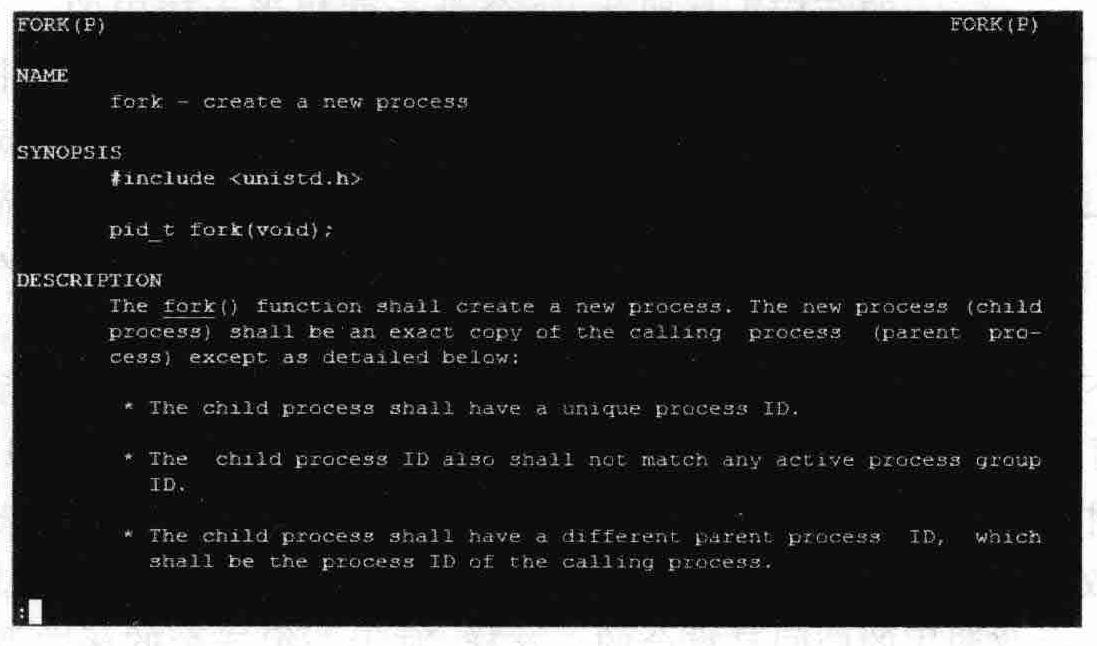 FORK(P) FORK(P)
NAME
fork - create a new process
SYNOPSIS
#include <unistd.h>
pid_t fork(void);
DESCRIPTION
The fork() function shall create a new process. The new process (child
process) shall be an exact copy of the calling process (parent pro-
cess) except as detailed below:
* The child process shall have a unique process ID.
* The child process ID also shall not match any active process group
ID.
* The child process shall have a different parent process ID, which
shall be the process ID of the calling process.
: